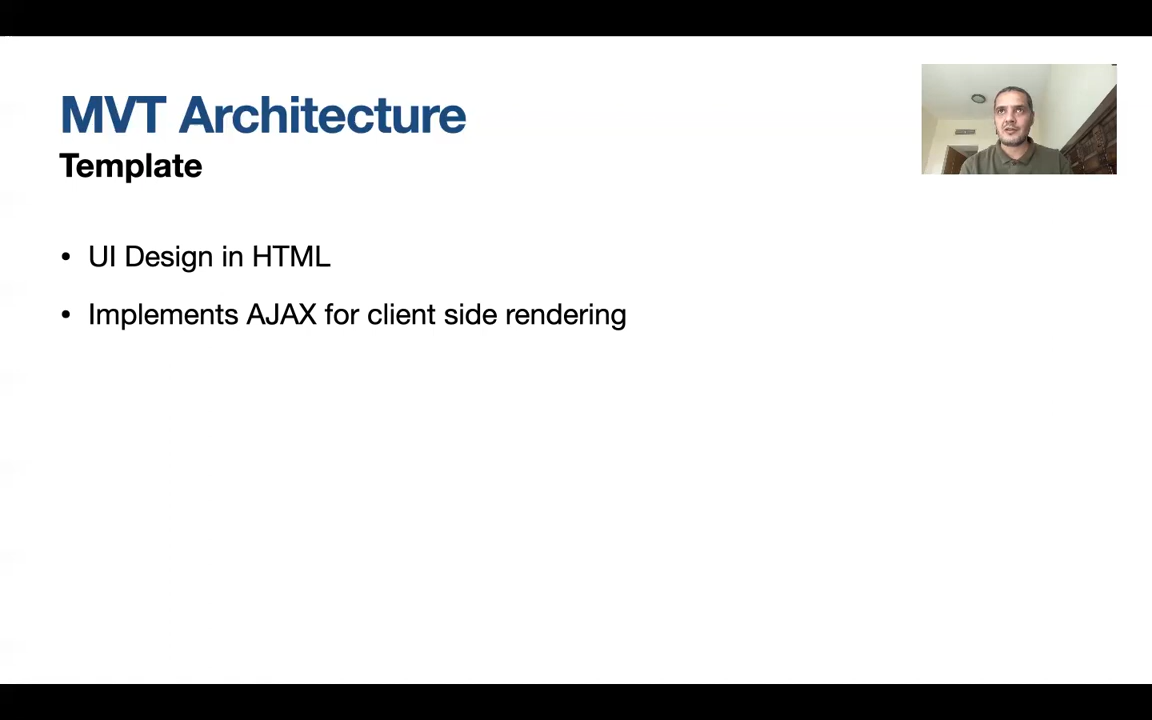 MVT Architecture
Template
• UI Design in HTML
• Implements AJAX for client side rendering